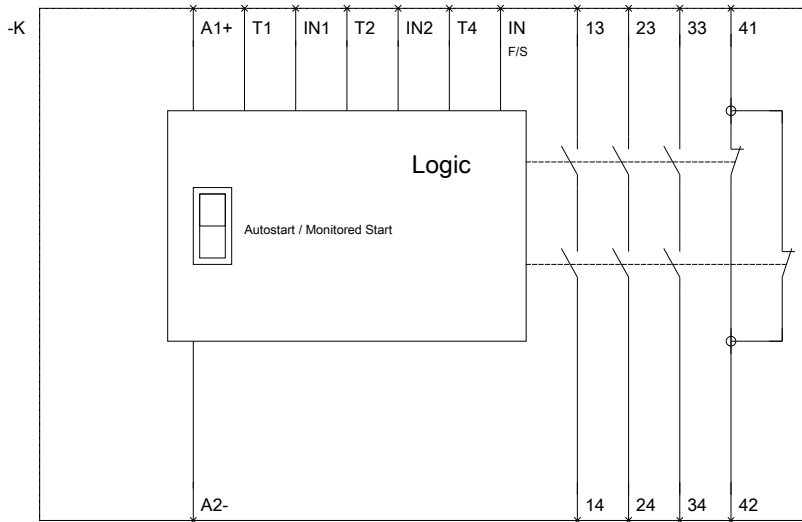 -K A1+ T1 IN1 T2 IN2 T4 IN 13 23 33 41
F/S
Logic
Autostart / Monitored Start
A2- 14 24 34 42